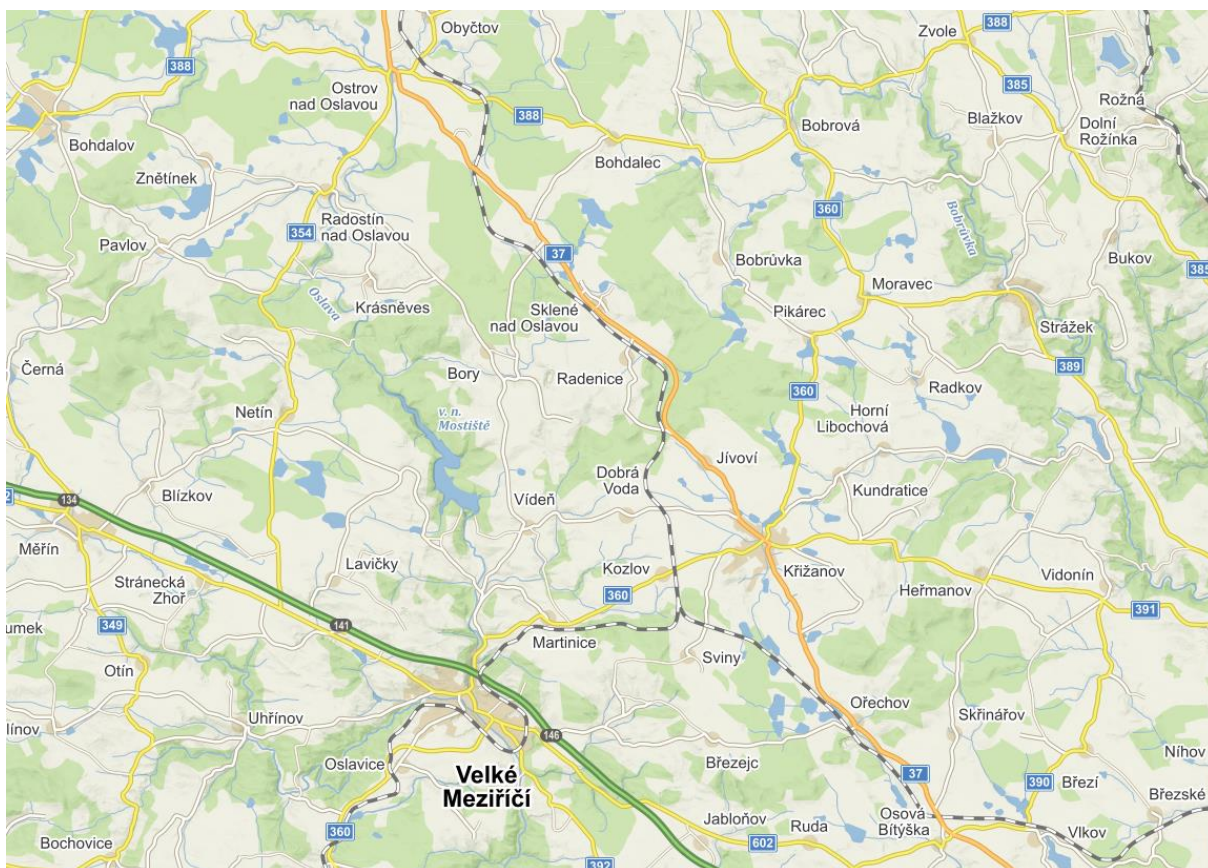 Obyčtov
388
Zvole
388
Ostrov
nad Oslavou
385
Rožná
388
Bobrová
Blažkov
Dolní
Rožínka
Bohdalov
Bohdalec
Znětínek
360
Bobrůvka
Radostín
nad Oslavou
354
Pavlov
37
Bobrůvka
Bukov
385
Oslava
Krásněves
Moravec
Sklené
nad Oslavou
Pikárec
Strážek
Černá
Bory
Radenice
389
360
Radkov
Netín
v. n.
Mostiště
Horní
Libochová
Jívoví
Dobrá
Voda
134
Blízkov
Vídeň
Kundratice
Měřín
Lavičky
Kozlov
Křižanov
Stránecká
Zhoř
Heřmanov
Vidonín
360
391
349
141
Martinice
Otín
Sviny
Ořechov
Uhřínov
Skřinářov
146
Níhov
Oslavice
Březejc
Velké
Meziříčí
37
390
Březí
Březské
Jabloňov
Ruda
Osová
Bítýška
360
Vlkov
Bochovice
602
392